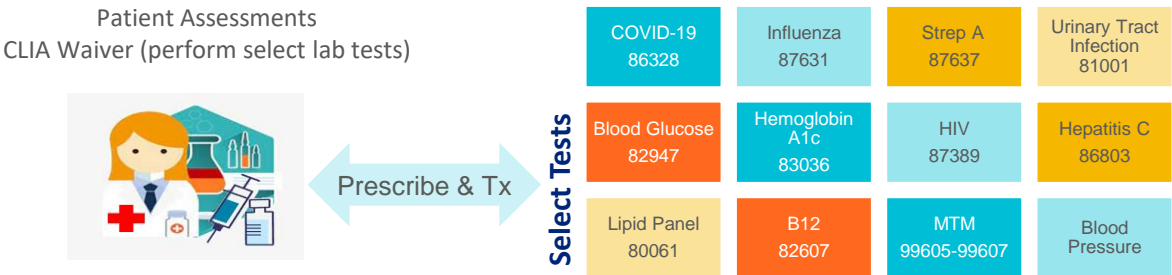 Patient Assessments
CLIA Waiver (perform select lab tests)
Prescribe & Tx
Select Tests
COVID-19
86328
Influenza
87631
Strep A
87637
Urinary Tract
Infection
81001
Blood Glucose
82947
Hemoglobin
A1c
83036
HIV
87389
Hepatitis C
86803
Lipid Panel
80061
B12
82607
MTM
99605-99607
Blood
Pressure